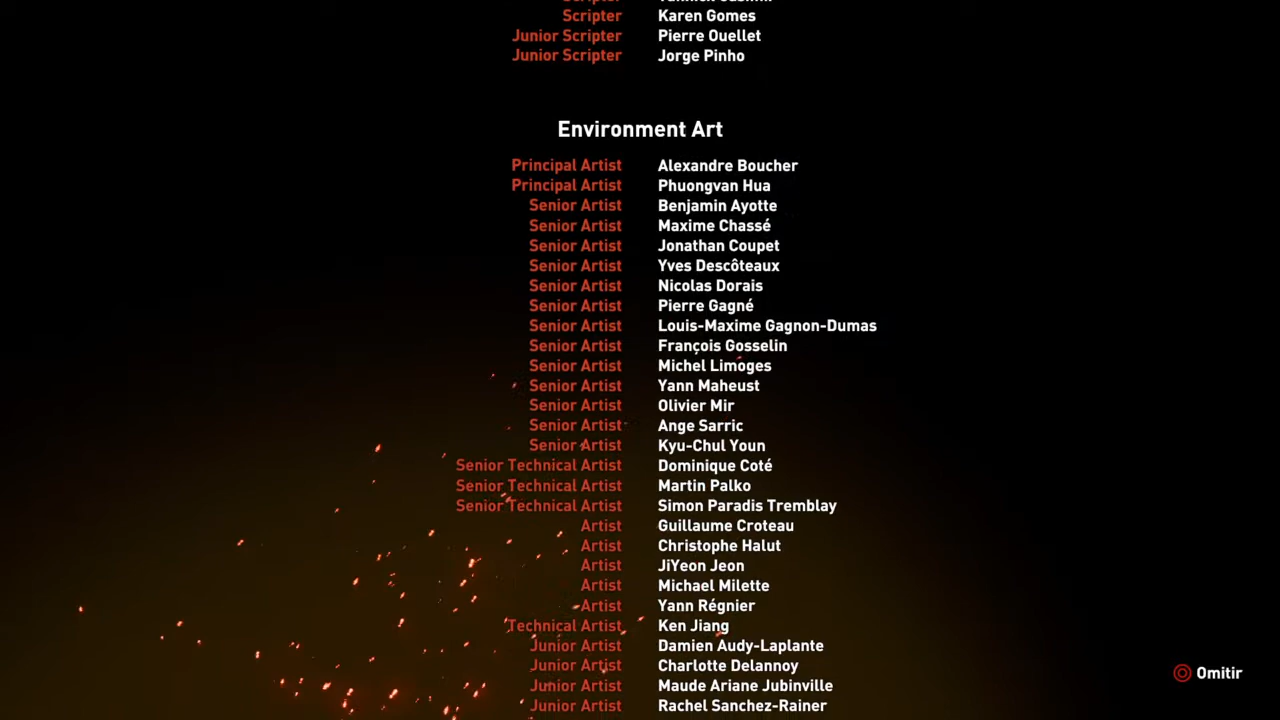 Scripter Karen Gomes
Junior Scripter Pierre Ouellet
Junior Scripter Jorge Pinho
Environment Art
Principal Artist Alexandre Boucher
Principal Artist Phuongvan Hua
Senior Artist Benjamin Ayotte
Senior Artist Maxime Chassé
Senior Artist Jonathan Coupet
Senior Artist Yves Descôteaux
Senior Artist Nicolas Dorais
Senior Artist Pierre Gagné
Senior Artist Louis-Maxime Gagnon-Dumas
Senior Artist François Gosselin
Senior Artist Michel Limoges
Senior Artist Yann Maheust
Senior Artist Olivier Mir
Senior Artist Ange Sarric
Senior Artist Kyu-Chul Youn
Senior Technical Artist Dominique Coté
Senior Technical Artist Martin Palko
Senior Technical Artist Simon Paradis Tremblay
Artist Guillaume Croteau
Artist Christophe Halut
Artist JiYeon Jeon
Artist Michael Milette
Artist Yann Régnier
Technical Artist Ken Jiang
Junior Artist Damien Audy-Laplante
Junior Artist Charlotte Delannoy
Omitir
Junior Artist Maude Ariane Jubinville
Junior Artist Rachel Sanchez-Rainer